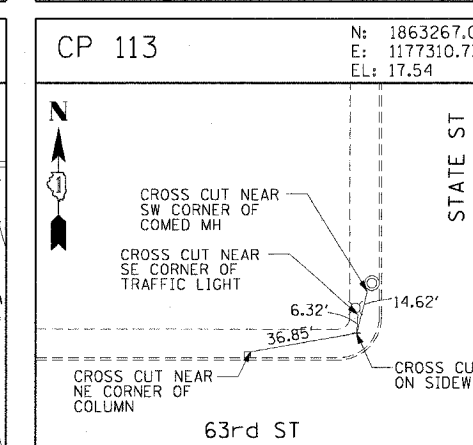 CP 113
N: 1863267.
E: 1177310.7
EL: 17.54
N
STATE ST
CROSS CUT NEAR
SW CORNER OF
COMED MH
CROSS CUT NEAR
SE CORNER OF
TRAFFIC LIGHT
6.32'
14.62'
36.85'
CROSS CUT NEAR
NE CORNER OF
COLUMN
CROSS CU
ON SIDEW
63rd ST